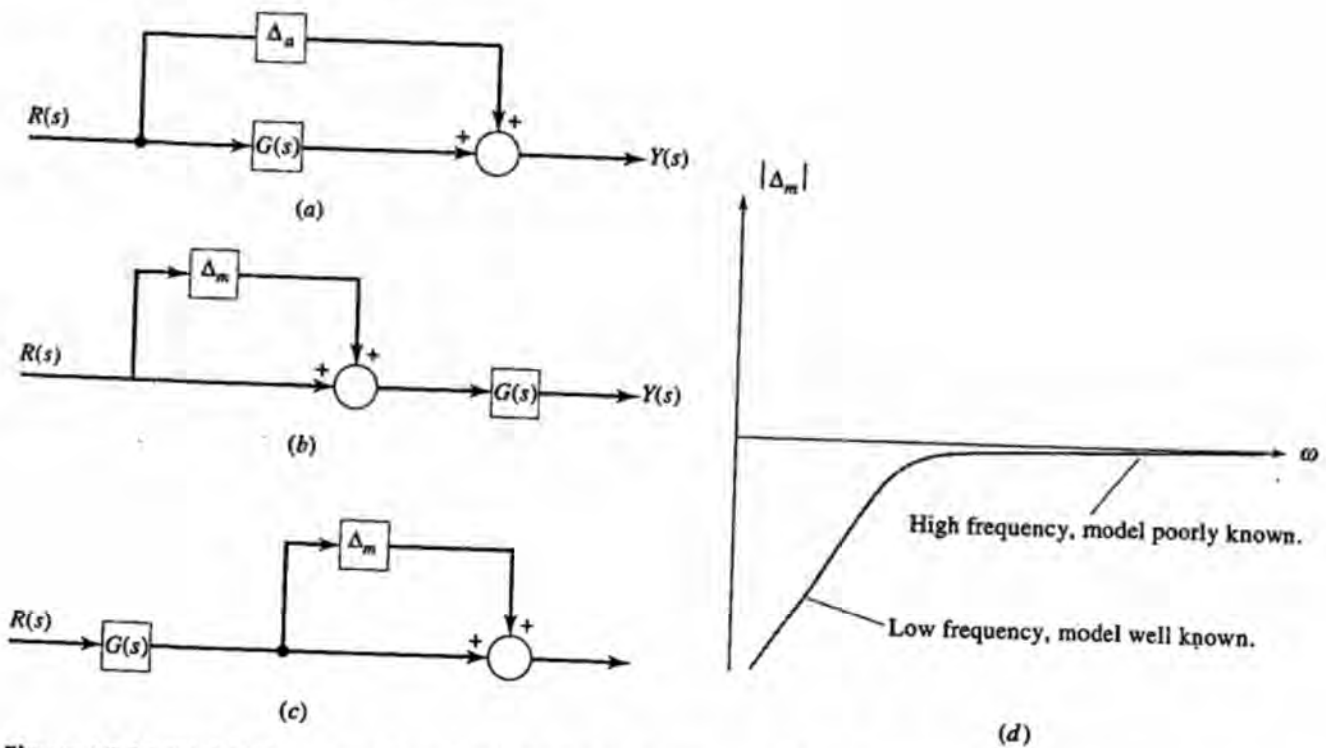 Δₐ
R(s)
G(s)
+
+
Y(s)
(a)
Δₘ
R(s)
+
+
G(s)
Y(s)
(b)
Δₘ
R(s)
G(s)
+
+
(c)
|Δₘ|
ω
High frequency, model poorly known.
Low frequency, model well known.
(d)